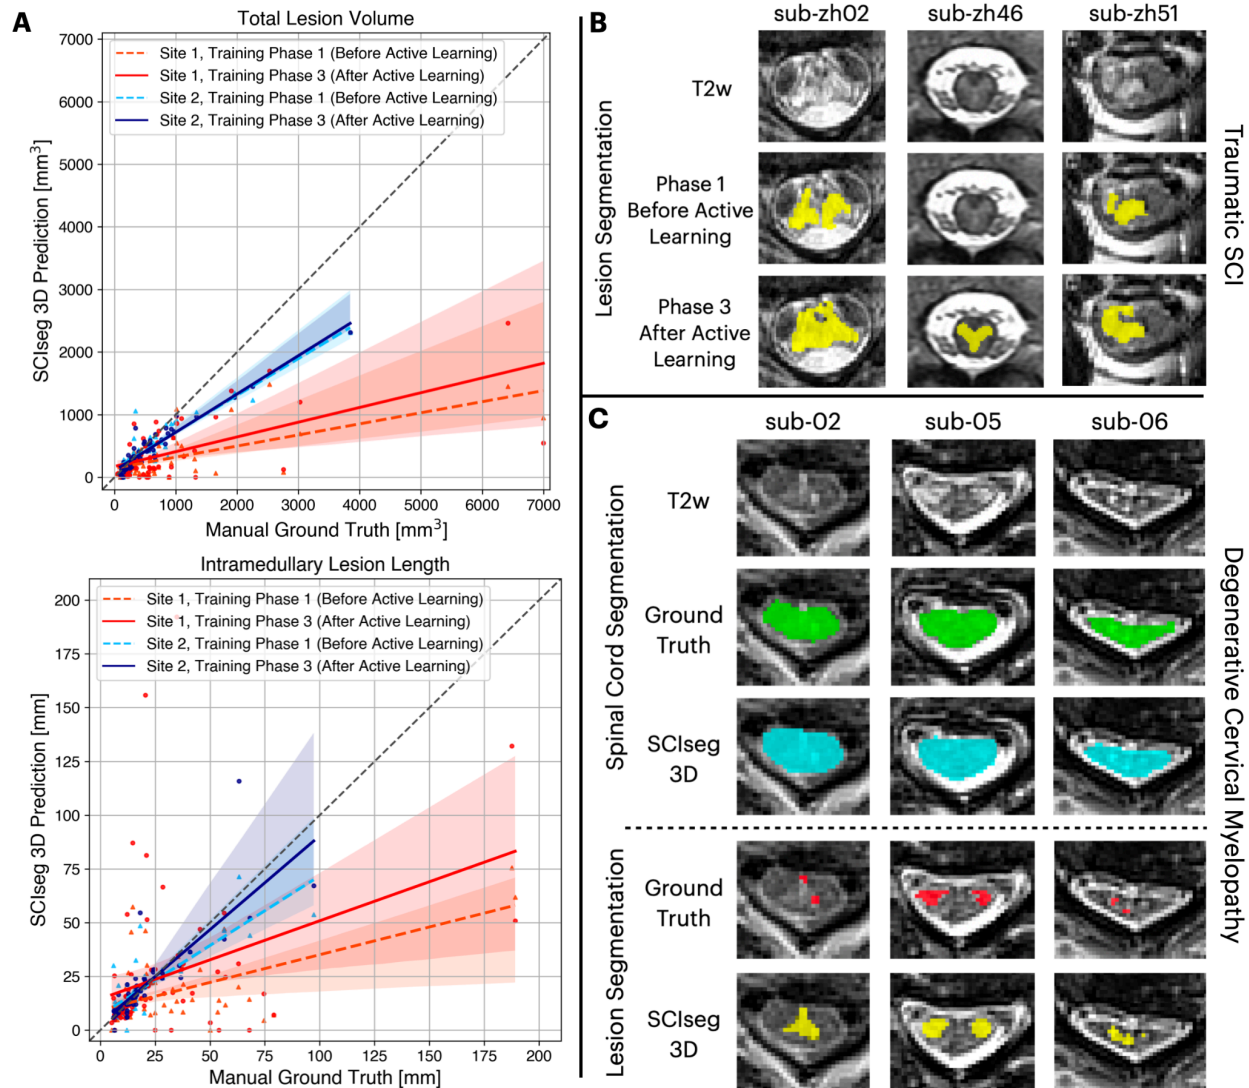 A
Total Lesion Volume
7000
6000
5000
4000
3000
2000
1000
0
SCIseg 3D Prediction [mm³]
Site 1, Training Phase 1 (Before Active Learning)
Site 1, Training Phase 3 (After Active Learning)
Site 2, Training Phase 1 (Before Active Learning)
Site 2, Training Phase 3 (After Active Learning)
0 1000 2000 3000 4000 5000 6000 7000
Manual Ground Truth [mm³]
Intramedullary Lesion Length
200
175
150
125
100
75
50
25
0
SCIseg 3D Prediction [mm]
Site 1, Training Phase 1 (Before Active Learning)
Site 1, Training Phase 3 (After Active Learning)
Site 2, Training Phase 1 (Before Active Learning)
Site 2, Training Phase 3 (After Active Learning)
0 25 50 75 100 125 150 175 200
Manual Ground Truth [mm]
B
sub-zh02 sub-zh46 sub-zh51
Lesion Segmentation
T2w
Phase 1
Before Active
Learning
Phase 3
After Active
Learning
Traumatic SCI
C
sub-02 sub-05 sub-06
Spinal Cord Segmentation
T2w
Ground
Truth
SCIseg
3D
Lesion Segmentation
Ground
Truth
SCIseg
3D
Degenerative Cervical Myelopathy